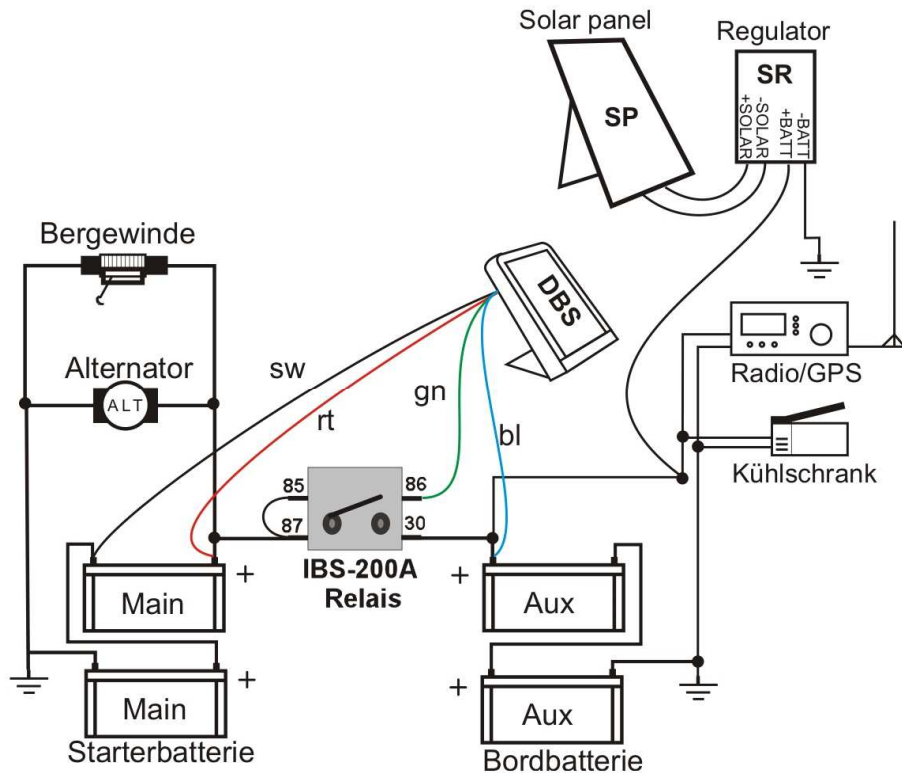 Solar panel
Regulator
SR
+SOLAR
-SOLAR
+BATT
-BATT
SP
Bergewinde
DBS
Alternator
ALT
sw
rt
gn
bl
Radio/GPS
Kühlschrank
85
86
87
30
IBS-200A
Relais
+
Main
+
Aux
+
Main
+
Aux
Starterbatterie
Bordbatterie